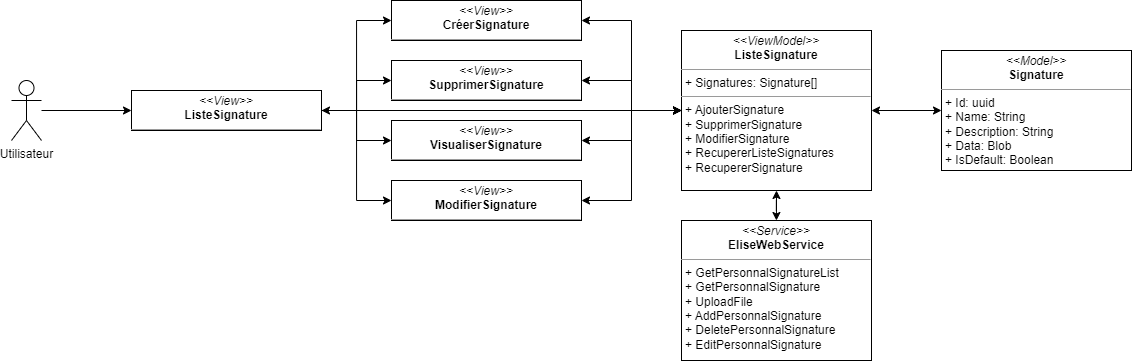 Utilisateur
<<View>>
ListeSignature
<<View>>
CréerSignature
<<View>>
SupprimerSignature
<<View>>
VisualiserSignature
<<View>>
ModifierSignature
<<ViewModel>>
ListeSignature
+ Signatures: Signature[]
+ AjouterSignature
+ SupprimerSignature
+ ModifierSignature
+ RecupererListeSignatures
+ RecupererSignature
<<Service>>
EliseWebService
+ GetPersonnalSignatureList
+ GetPersonnalSignature
+ UploadFile
+ AddPersonnalSignature
+ DeletePersonnalSignature
+ EditPersonnalSignature
<<Model>>
Signature
+ Id: uuid
+ Name: String
+ Description: String
+ Data: Blob
+ IsDefault: Boolean